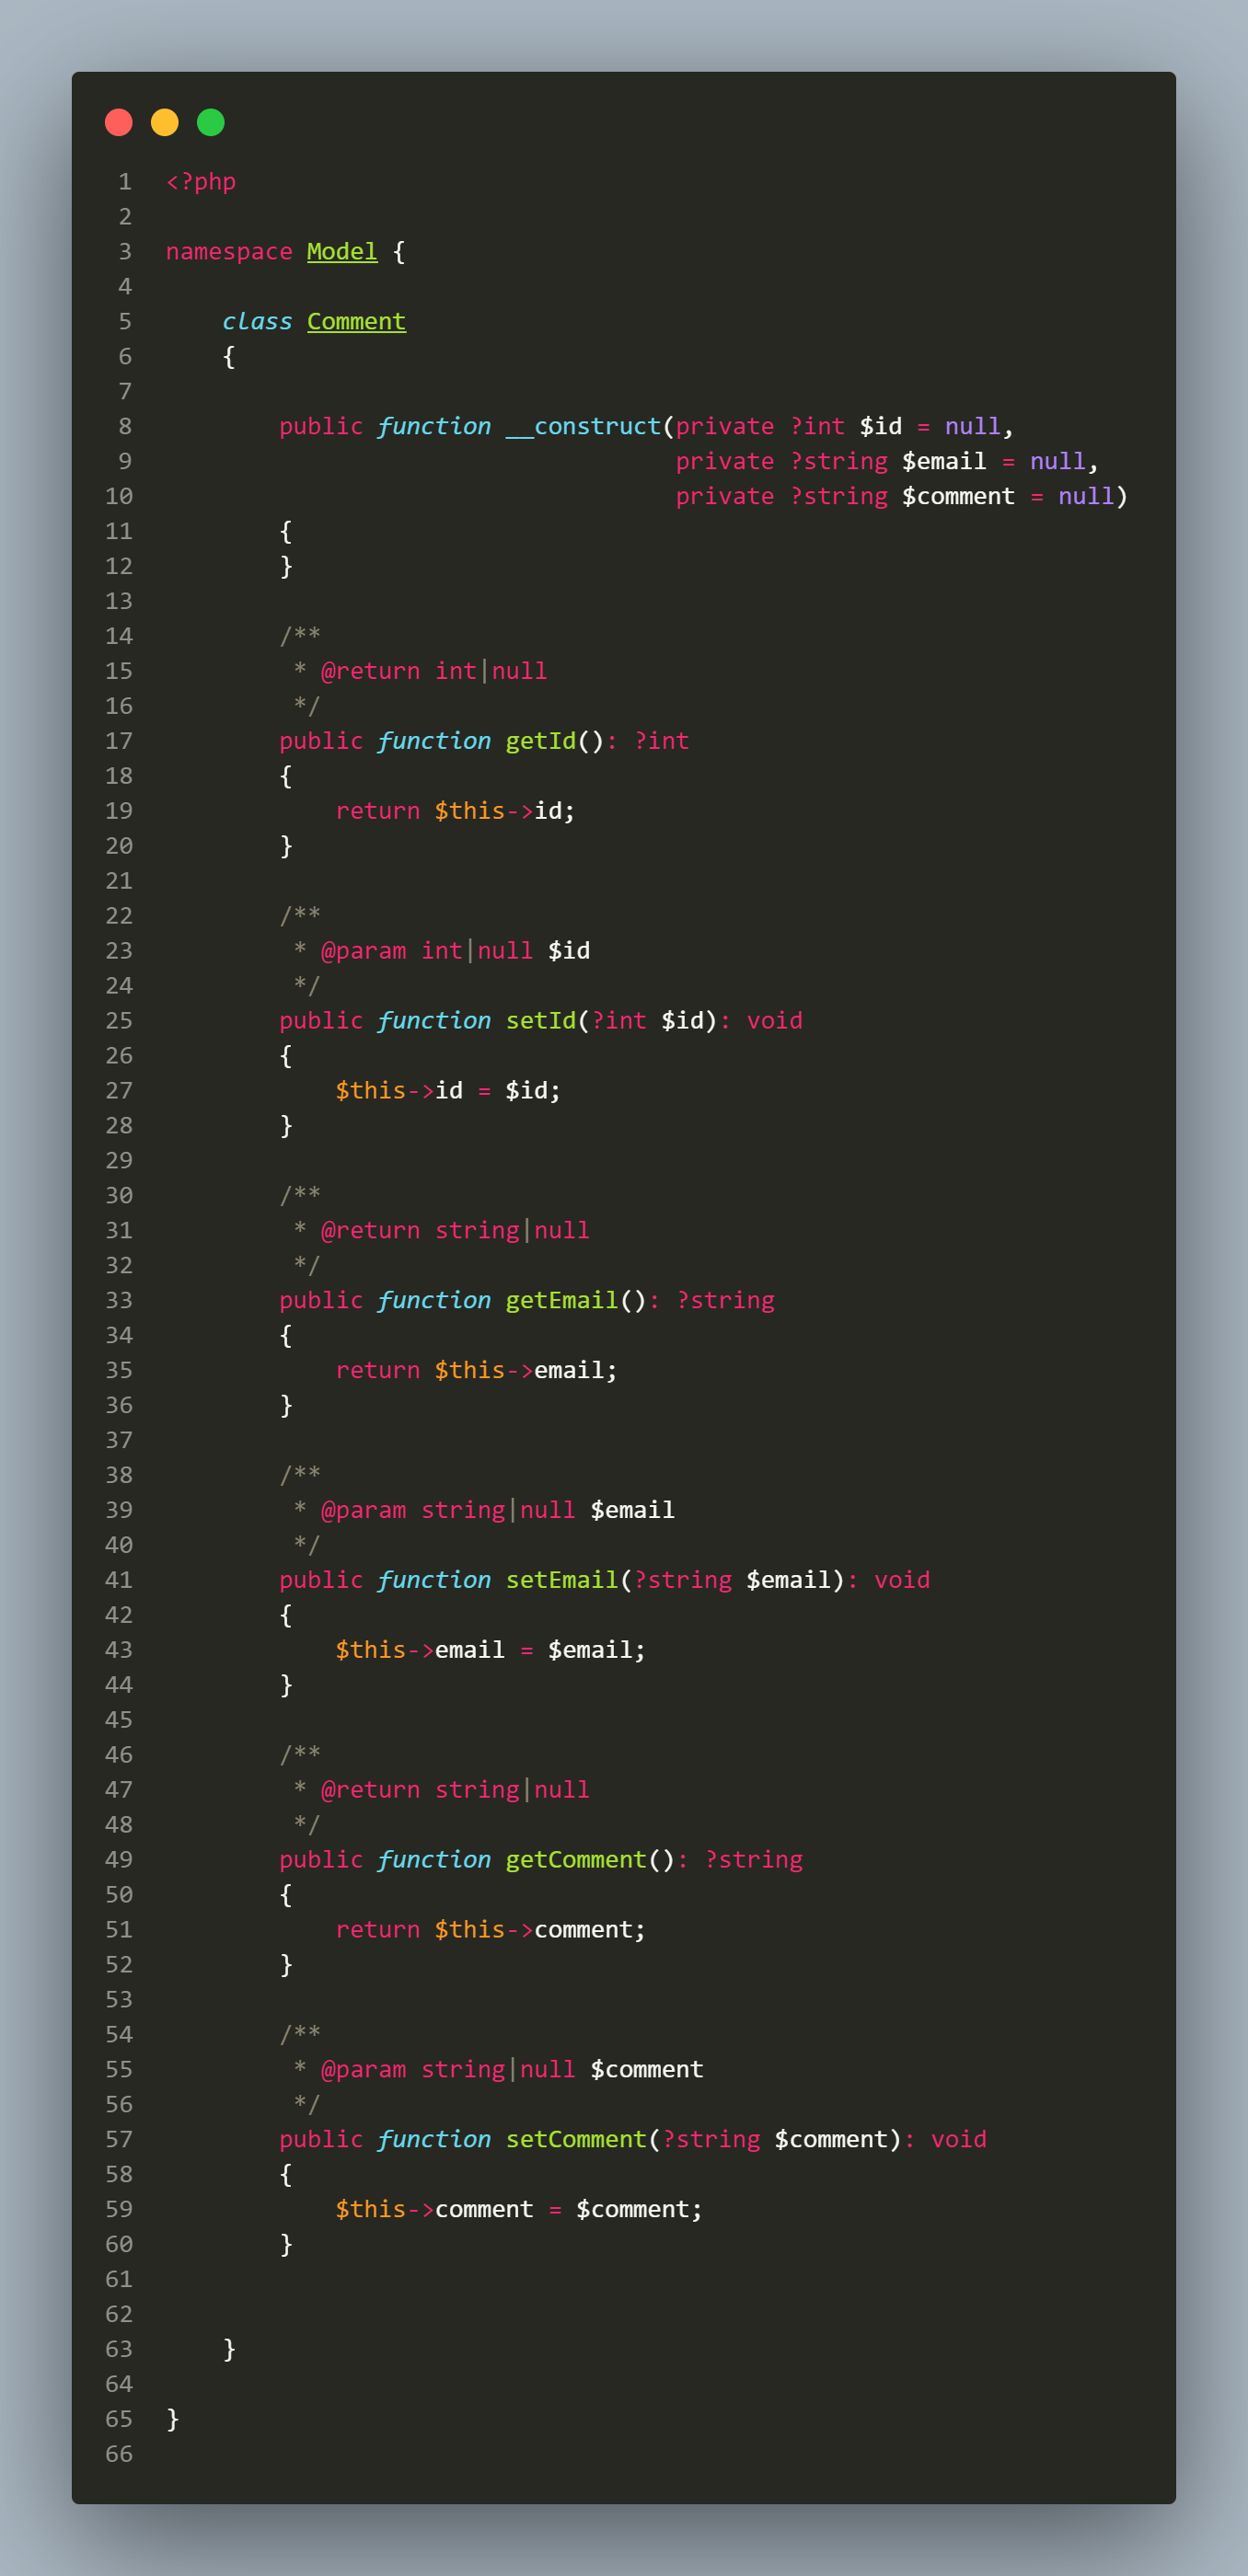 1 <?php
2
3 namespace Model {
4
5     class Comment
6     {
7
8         public function __construct(private ?int $id = null,
9                                     private ?string $email = null,
10                                     private ?string $comment = null)
11         {
12         }
13
14         /**
15          * @return int|null
16          */
17         public function getId(): ?int
18         {
19             return $this->id;
20         }
21
22         /**
23          * @param int|null $id
24          */
25         public function setId(?int $id): void
26         {
27             $this->id = $id;
28         }
29
30         /**
31          * @return string|null
32          */
33         public function getEmail(): ?string
34         {
35             return $this->email;
36         }
37
38         /**
39          * @param string|null $email
40          */
41         public function setEmail(?string $email): void
42         {
43             $this->email = $email;
44         }
45
46         /**
47          * @return string|null
48          */
49         public function getComment(): ?string
50         {
51             return $this->comment;
52         }
53
54         /**
55          * @param string|null $comment
56          */
57         public function setComment(?string $comment): void
58         {
59             $this->comment = $comment;
60         }
61
62
63     }
64
65 }
66